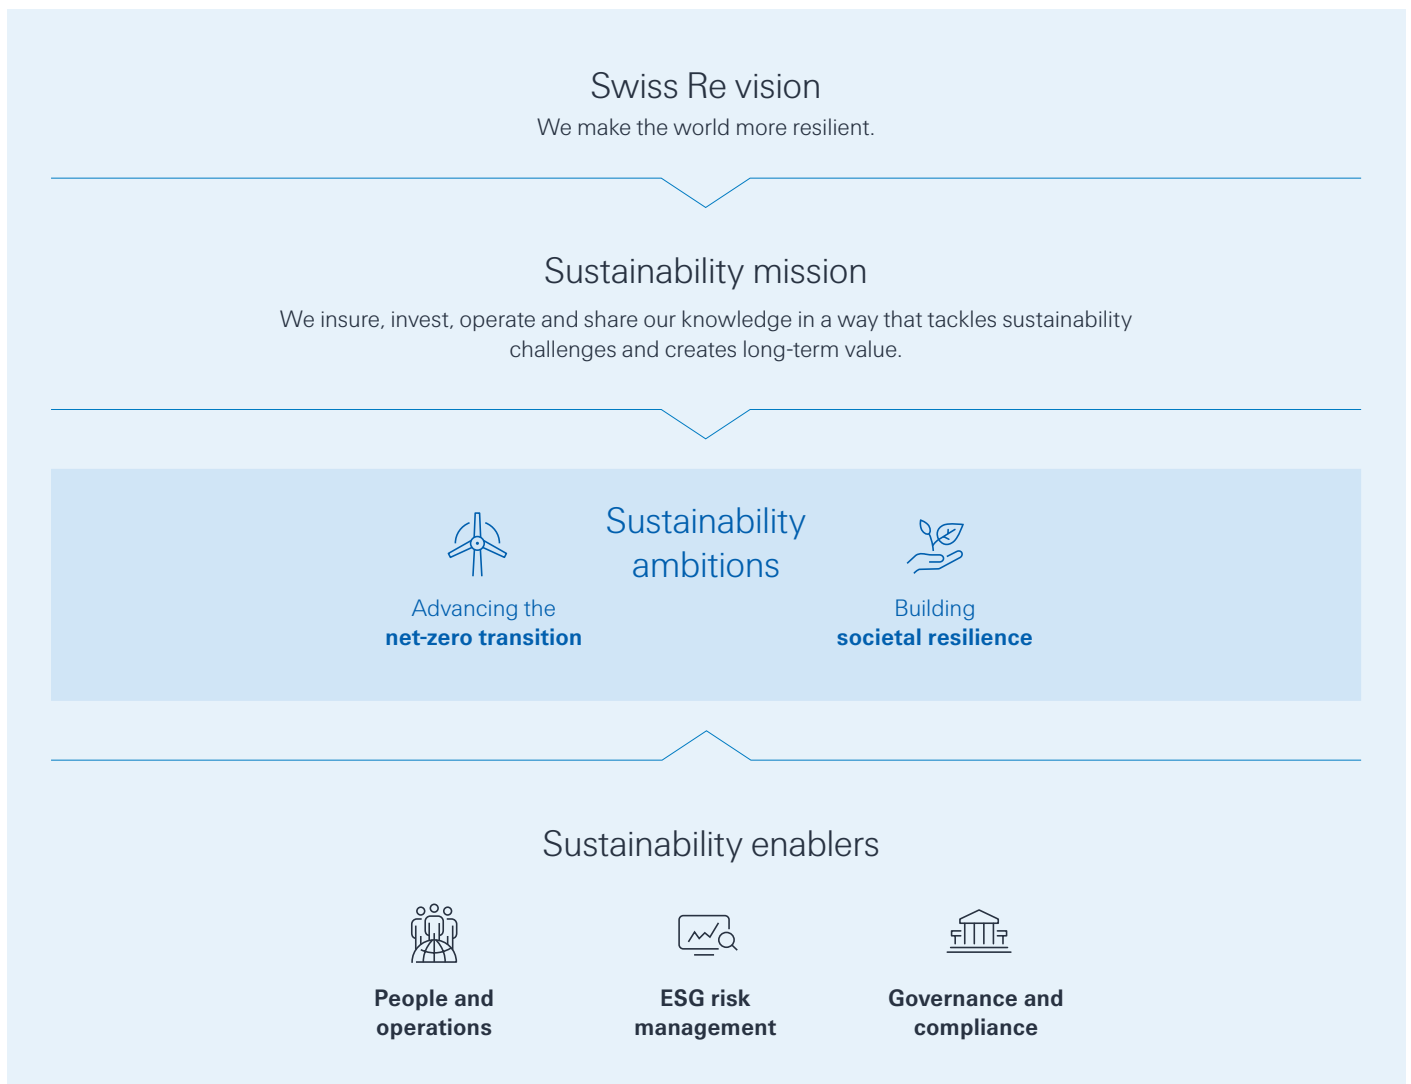 Swiss Re vision
We make the world more resilient.
Sustainability mission
We insure, invest, operate and share our knowledge in a way that tackles sustainability
challenges and creates long-term value.
Sustainability
ambitions
Advancing the
net-zero transition
Building
societal resilience
Sustainability enablers
People and
operations
ESG risk
management
Governance and
compliance